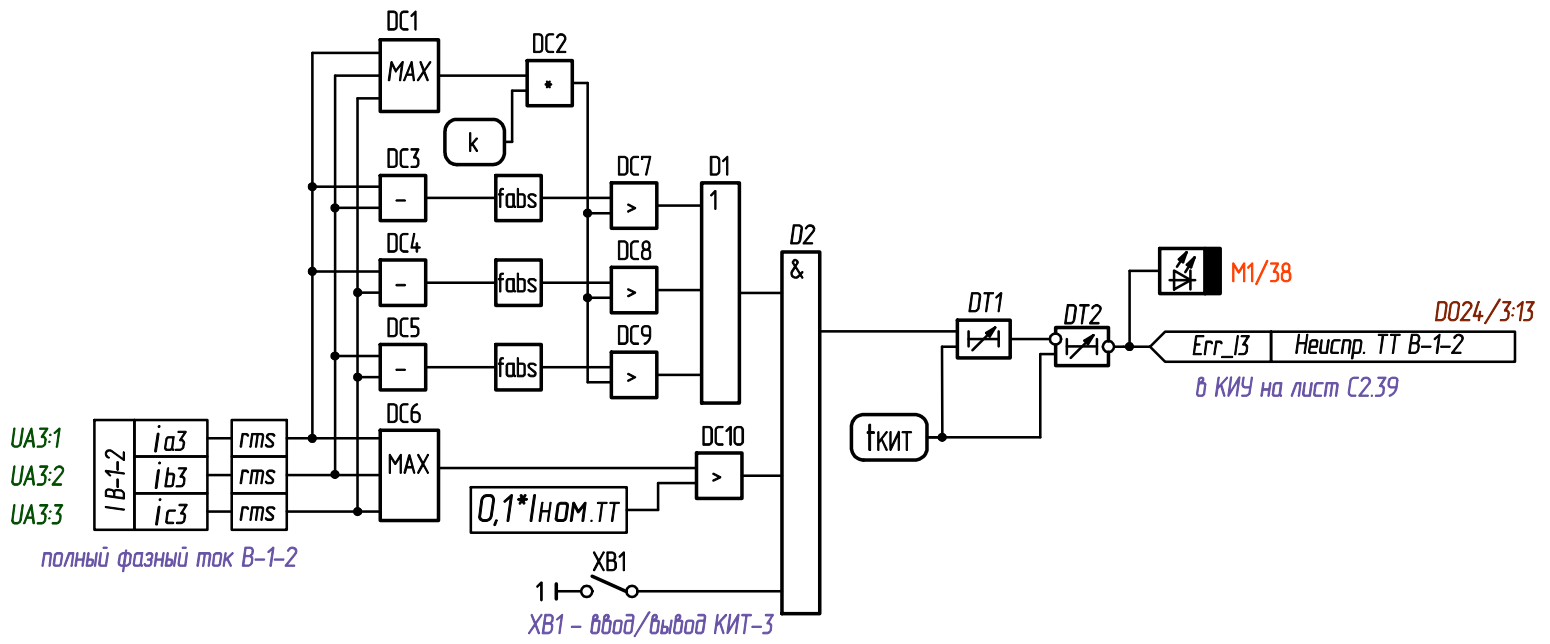 DC1
MAX
DC2
*
k
DC3
-
fabs
DC7
>
D1
1
DC4
-
fabs
DC8
>
D2
&
DC5
-
fabs
DC9
>
M1/38
DT1
DT2
DO24/3:13
Err_I3
Неиспр. ТТ В-1-2
в КИУ на лист С2.39
tКИТ
DC6
MAX
DC10
>
UA3:1
UA3:2
UA3:3
I В-1-2
ia3
rms
ib3
rms
ic3
rms
0,1*Iном.тт
полный фазный ток В-1-2
XB1
1
XB1 - ввод/вывод КИТ-3